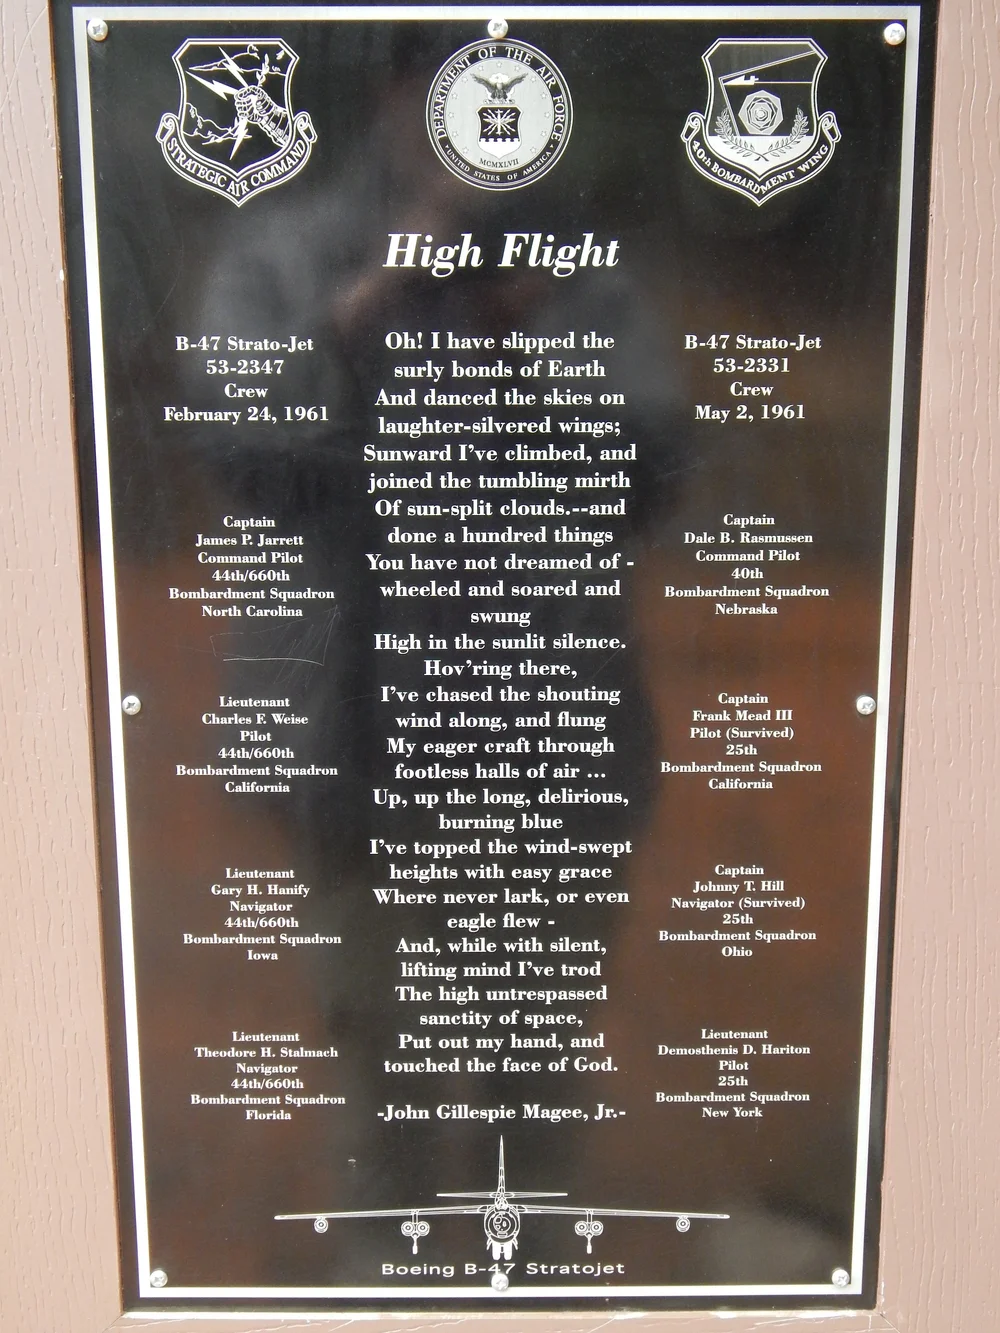 STRATEGIC AIR COMMAND
DEPARTMENT OF THE AIR FORCE
MCMXLVII
UNITED STATES OF AMERICA
40th BOMBARDMENT WING
High Flight
B-47 Strato-Jet
53-2347
Crew
February 24, 1961
Captain
James P. Jarrett
Command Pilot
44th/660th
Bombardment Squadron
North Carolina
Lieutenant
Charles F. Weise
Pilot
44th/660th
Bombardment Squadron
California
Lieutenant
Gary H. Hanify
Navigator
44th/660th
Bombardment Squadron
Iowa
Lieutenant
Theodore H. Stalmach
Navigator
44th/660th
Bombardment Squadron
Florida
Oh! I have slipped the
surly bonds of Earth
And danced the skies on
laughter-silvered wings;
Sunward I've climbed, and
joined the tumbling mirth
Of sun-split clouds.--and
done a hundred things
You have not dreamed of -
wheeled and soared and
swung
High in the sunlit silence.
Hov'ring there,
I've chased the shouting
wind along, and flung
My eager craft through
footless halls of air ...
Up, up the long, delirious,
burning blue
I've topped the wind-swept
heights with easy grace
Where never lark, or even
eagle flew -
And, while with silent,
lifting mind I've trod
The high untrespassed
sanctity of space,
Put out my hand, and
touched the face of God.
-John Gillespie Magee, Jr.-
B-47 Strato-Jet
53-2331
Crew
May 2, 1961
Captain
Dale B. Rasmussen
Command Pilot
40th
Bombardment Squadron
Nebraska
Captain
Frank Mead III
Pilot (Survived)
25th
Bombardment Squadron
California
Captain
Johnny T. Hill
Navigator (Survived)
25th
Bombardment Squadron
Ohio
Lieutenant
Demosthenis D. Hariton
Pilot
25th
Bombardment Squadron
New York
Boeing B-47 Stratojet